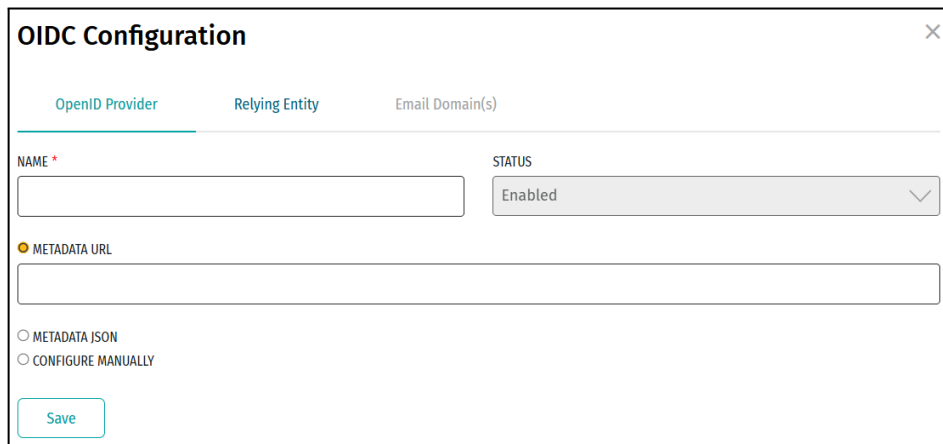 OIDC Configuration
OpenID Provider Relying Entity Email Domain(s)
NAME * STATUS
Enabled
METADATA URL
METADATA JSON
CONFIGURE MANUALLY
Save